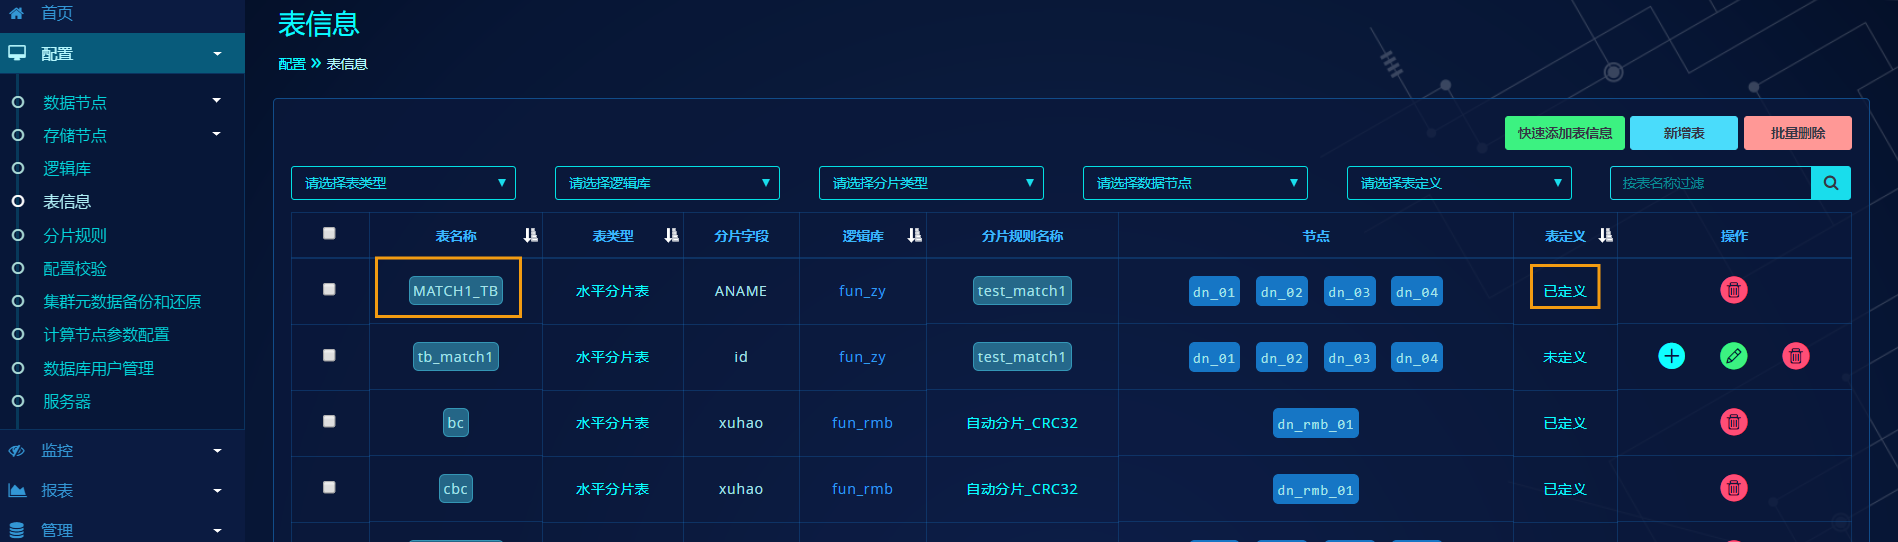 首页
配置
数据节点
存储节点
逻辑库
表信息
分片规则
配置校验
集群元数据备份和还原
计算节点参数配置
数据库用户管理
服务器
监控
报表
管理
表信息
配置 » 表信息
快速添加表信息 新增表 批量删除
请选择表类型 请选择逻辑库 请选择分片类型 请选择数据节点 请选择表定义 按表名称过滤
表名称 表类型 分片字段 逻辑库 分片规则名称 节点 表定义 操作
MATCH1_TB 水平分片表 ANAME fun_zy test_match1 dn_01 dn_02 dn_03 dn_04 已定义
tb_match1 水平分片表 id fun_zy test_match1 dn_01 dn_02 dn_03 dn_04 未定义
bc 水平分片表 xuhao fun_rmb 自动分片_CRC32 dn_rmb_01 已定义
cbc 水平分片表 xuhao fun_rmb 自动分片_CRC32 dn_rmb_01 已定义